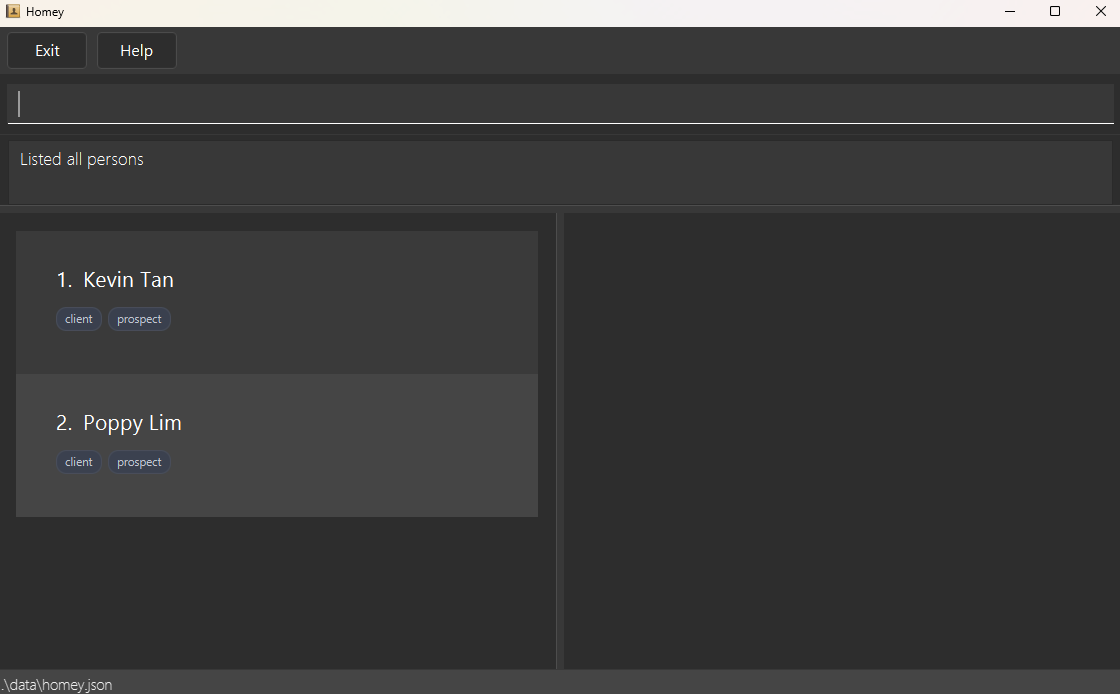 Homey
Exit Help
Listed all persons
1. Kevin Tan
client prospect
2. Poppy Lim
client prospect
.\data\homey.json